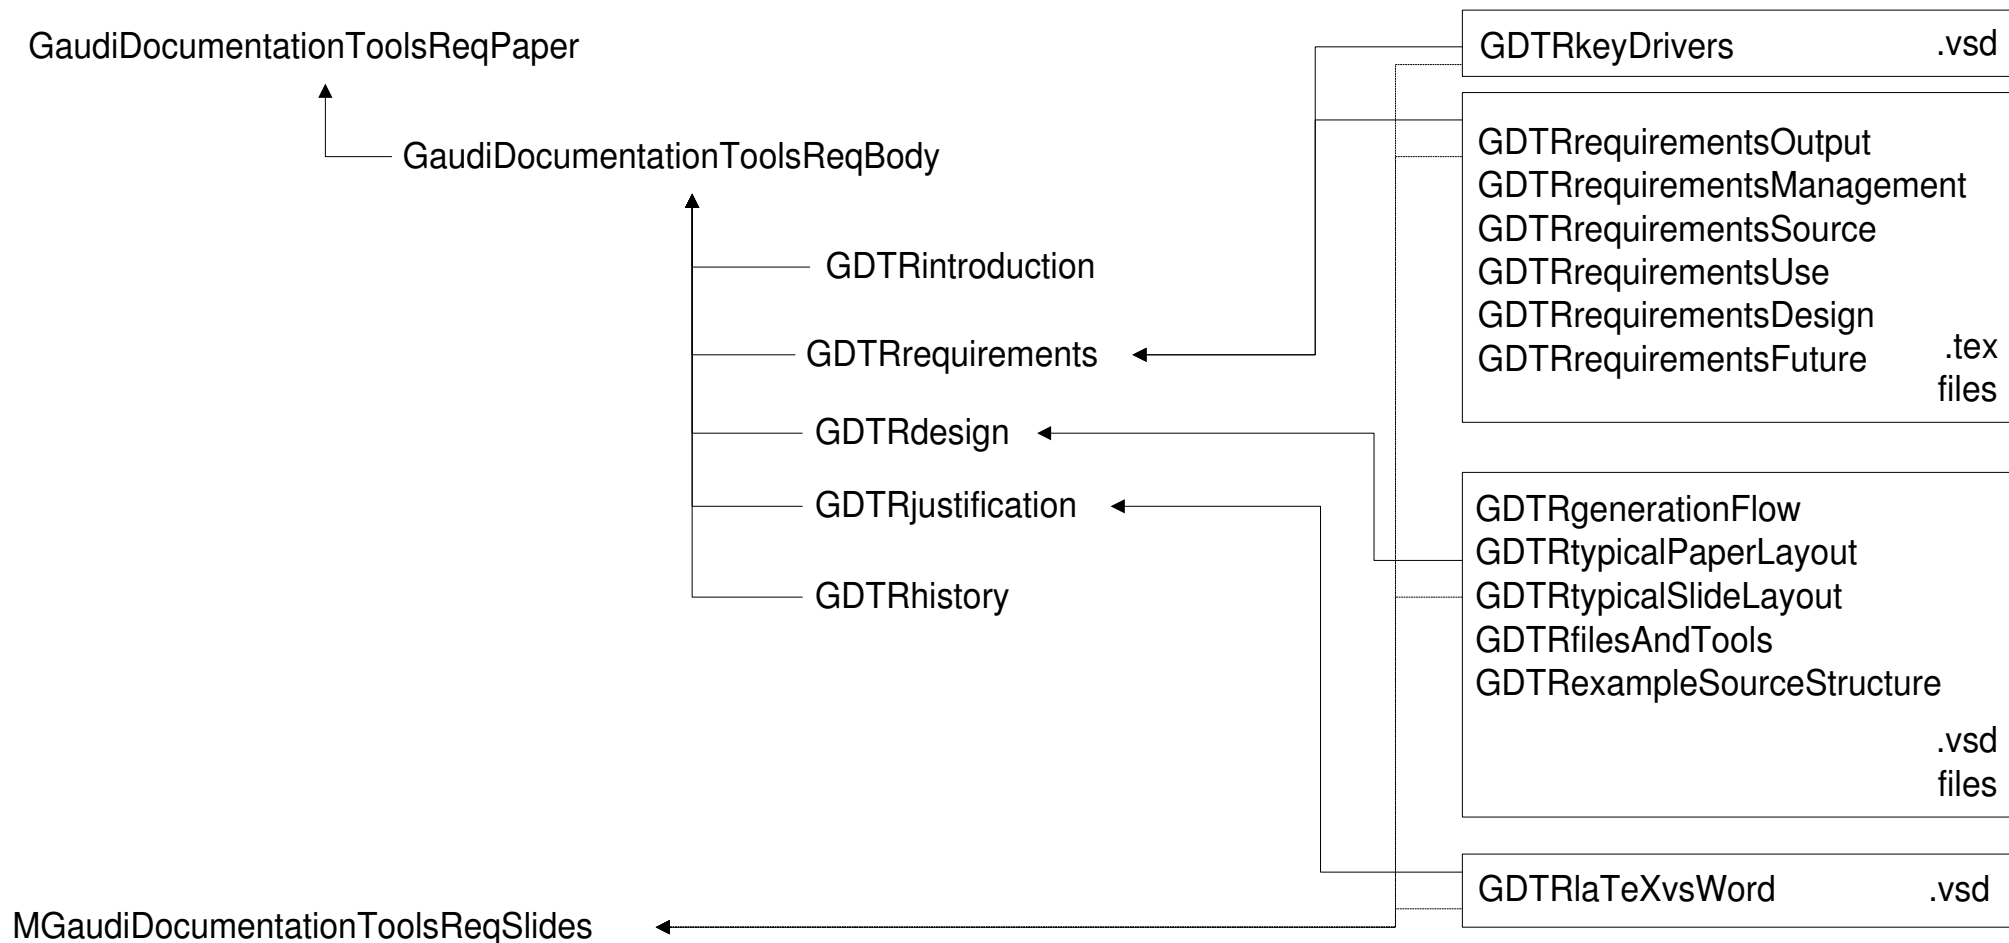 GaudiDocumentationToolsReqPaper
GaudiDocumentationToolsReqBody
GDTRintroduction
GDTRrequirements
GDTRdesign
GDTRjustification
GDTRhistory
MGaudiDocumentationToolsReqSlides
GDTRkeyDrivers .vsd
GDTRrequirementsOutput
GDTRrequirementsManagement
GDTRrequirementsSource
GDTRrequirementsUse
GDTRrequirementsDesign
GDTRrequirementsFuture
.tex
files
GDTRgenerationFlow
GDTRtypicalPaperLayout
GDTRtypicalSlideLayout
GDTRfilesAndTools
GDTRexampleSourceStructure
.vsd
files
GDTRlaTeXvsWord .vsd